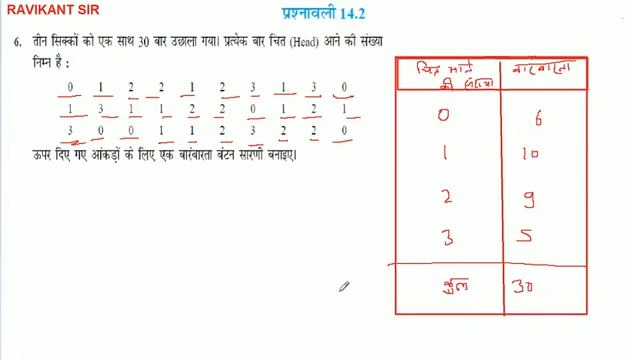 RAVIKANT SIR
प्रश्नावली 14.2
6. तीन सिक्कों को एक साथ 30 बार उछाला गया। प्रत्येक बार चित (Head) आने की संख्या
निम्न है :
0 1 2 2 1 2 3 1 3 0
1 3 1 1 2 2 0 1 2 1
3 0 0 1 1 2 3 2 2 0
ऊपर दिए गए आंकड़ों के लिए एक बारंबारता बंटन सारणी बनाइए।
चित आने की संख्या बारंबारता
0 6
1 10
2 9
3 5
कुल 30